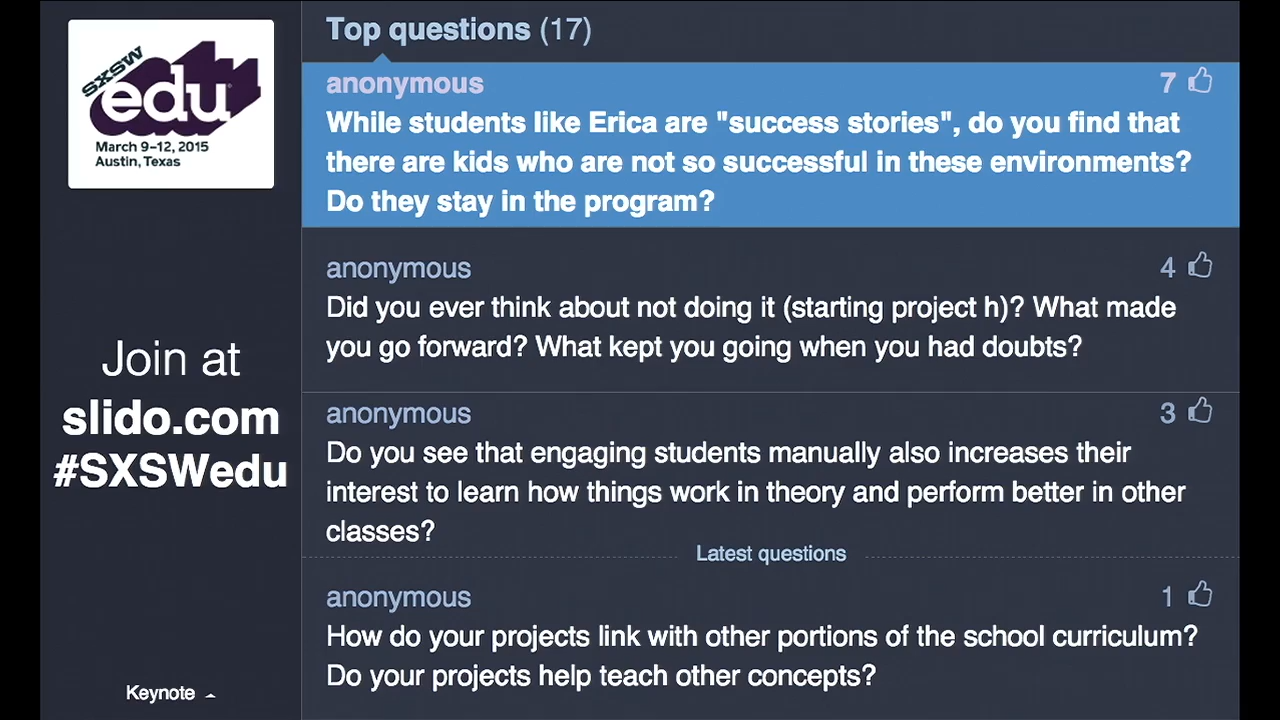 SXSW
edu
March 9–12, 2015
Austin, Texas
Join at
slido.com
#SXSWedu
Keynote
Top questions (17)
anonymous 7
While students like Erica are "success stories", do you find that
there are kids who are not so successful in these environments?
Do they stay in the program?
anonymous 4
Did you ever think about not doing it (starting project h)? What made
you go forward? What kept you going when you had doubts?
anonymous 3
Do you see that engaging students manually also increases their
interest to learn how things work in theory and perform better in other
classes?
Latest questions
anonymous 1
How do your projects link with other portions of the school curriculum?
Do your projects help teach other concepts?